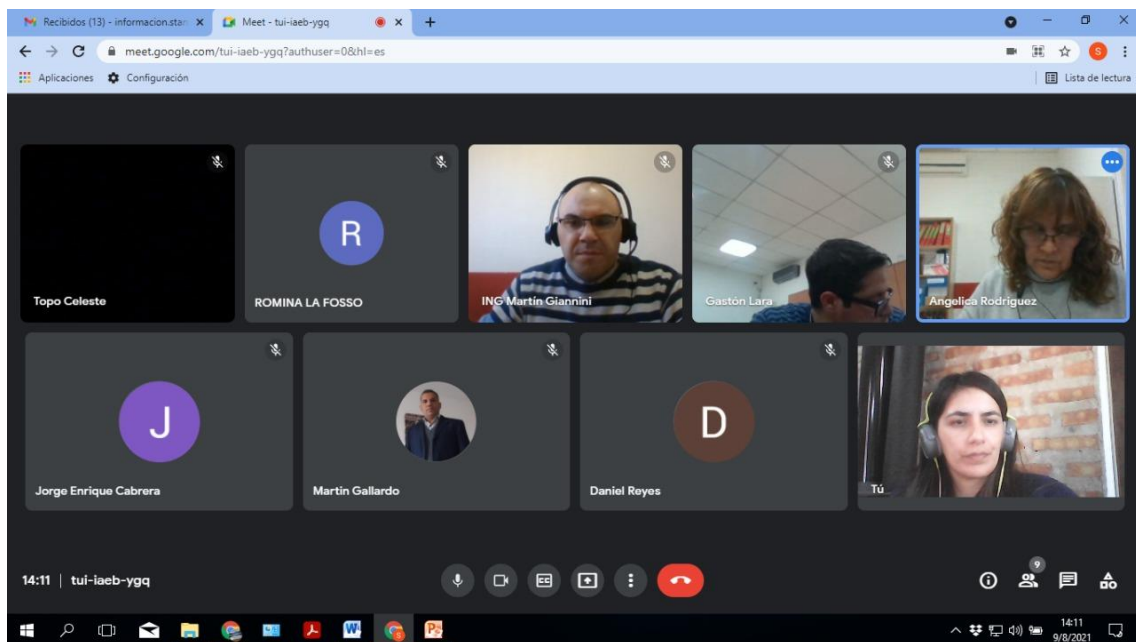 Recibidos (13) - informacion.stan
Meet - tui-iaeb-ygq
meet.google.com/tui-iaeb-ygq?authuser=0&hl=es
S
Aplicaciones
Configuración
Lista de lectura
Topo Celeste
R
ROMINA LA FOSSO
ING Martín Giannini
Gastón Lara
Angelica Rodriguez
J
Jorge Enrique Cabrera
Martin Gallardo
D
Daniel Reyes
Tú
14:11 | tui-iaeb-ygq
CC
9
14:11
9/8/2021